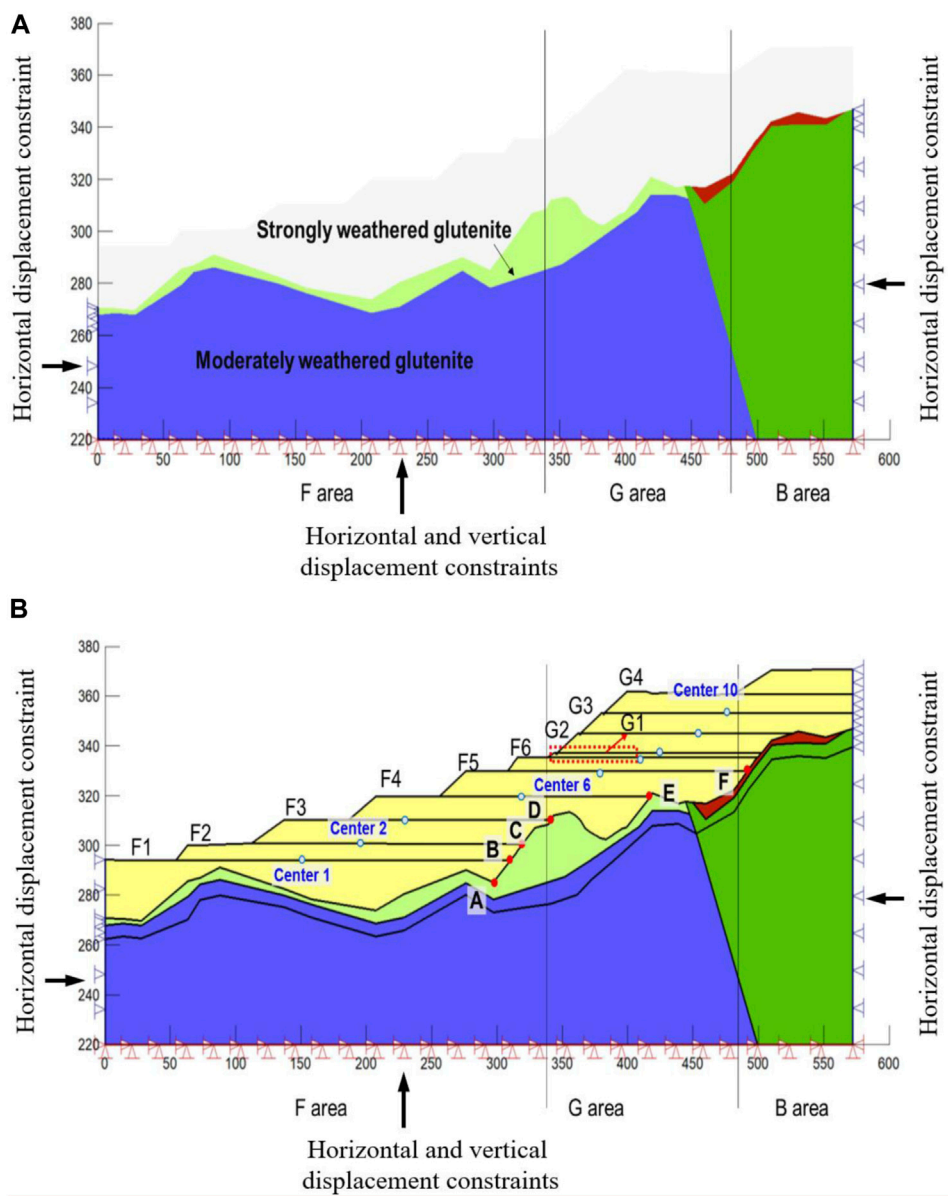 A
380
360
340
320
300
280
260
240
220
Horizontal displacement constraint
Strongly weathered glutenite
Moderately weathered glutenite
Horizontal displacement constraint
0 50 100 150 200 250 300 350 400 450 500 550 600
F area G area B area
Horizontal and vertical
displacement constraints
B
380
360
340
320
300
280
260
240
220
Horizontal displacement constraint
G4
Center 10
G3
G1
G2
F6
F5
F4
F
Center 6
E
F3
D
Center 2
C
F2
F1
B
Center 1
A
Horizontal displacement constraint
0 50 100 150 200 250 300 350 400 450 500 550 600
F area G area B area
Horizontal and vertical
displacement constraints